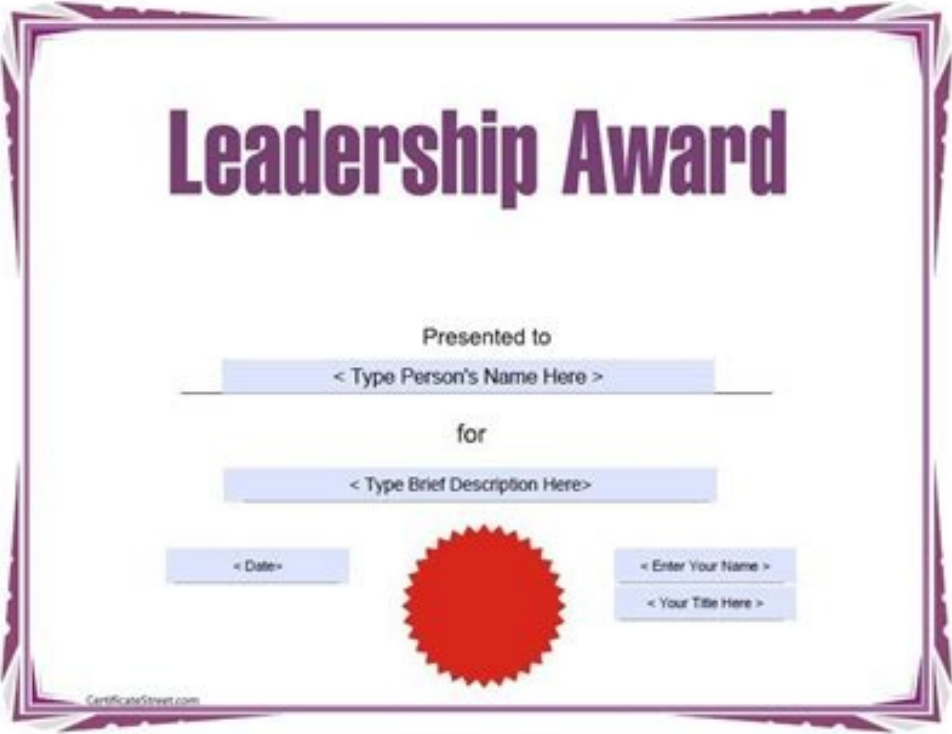 Leadership Award
Presented to
< Type Person's Name Here >
for
< Type Brief Description Here>
< Date>
< Enter Your Name >
< Your Title Here >
CertificateStreet.com